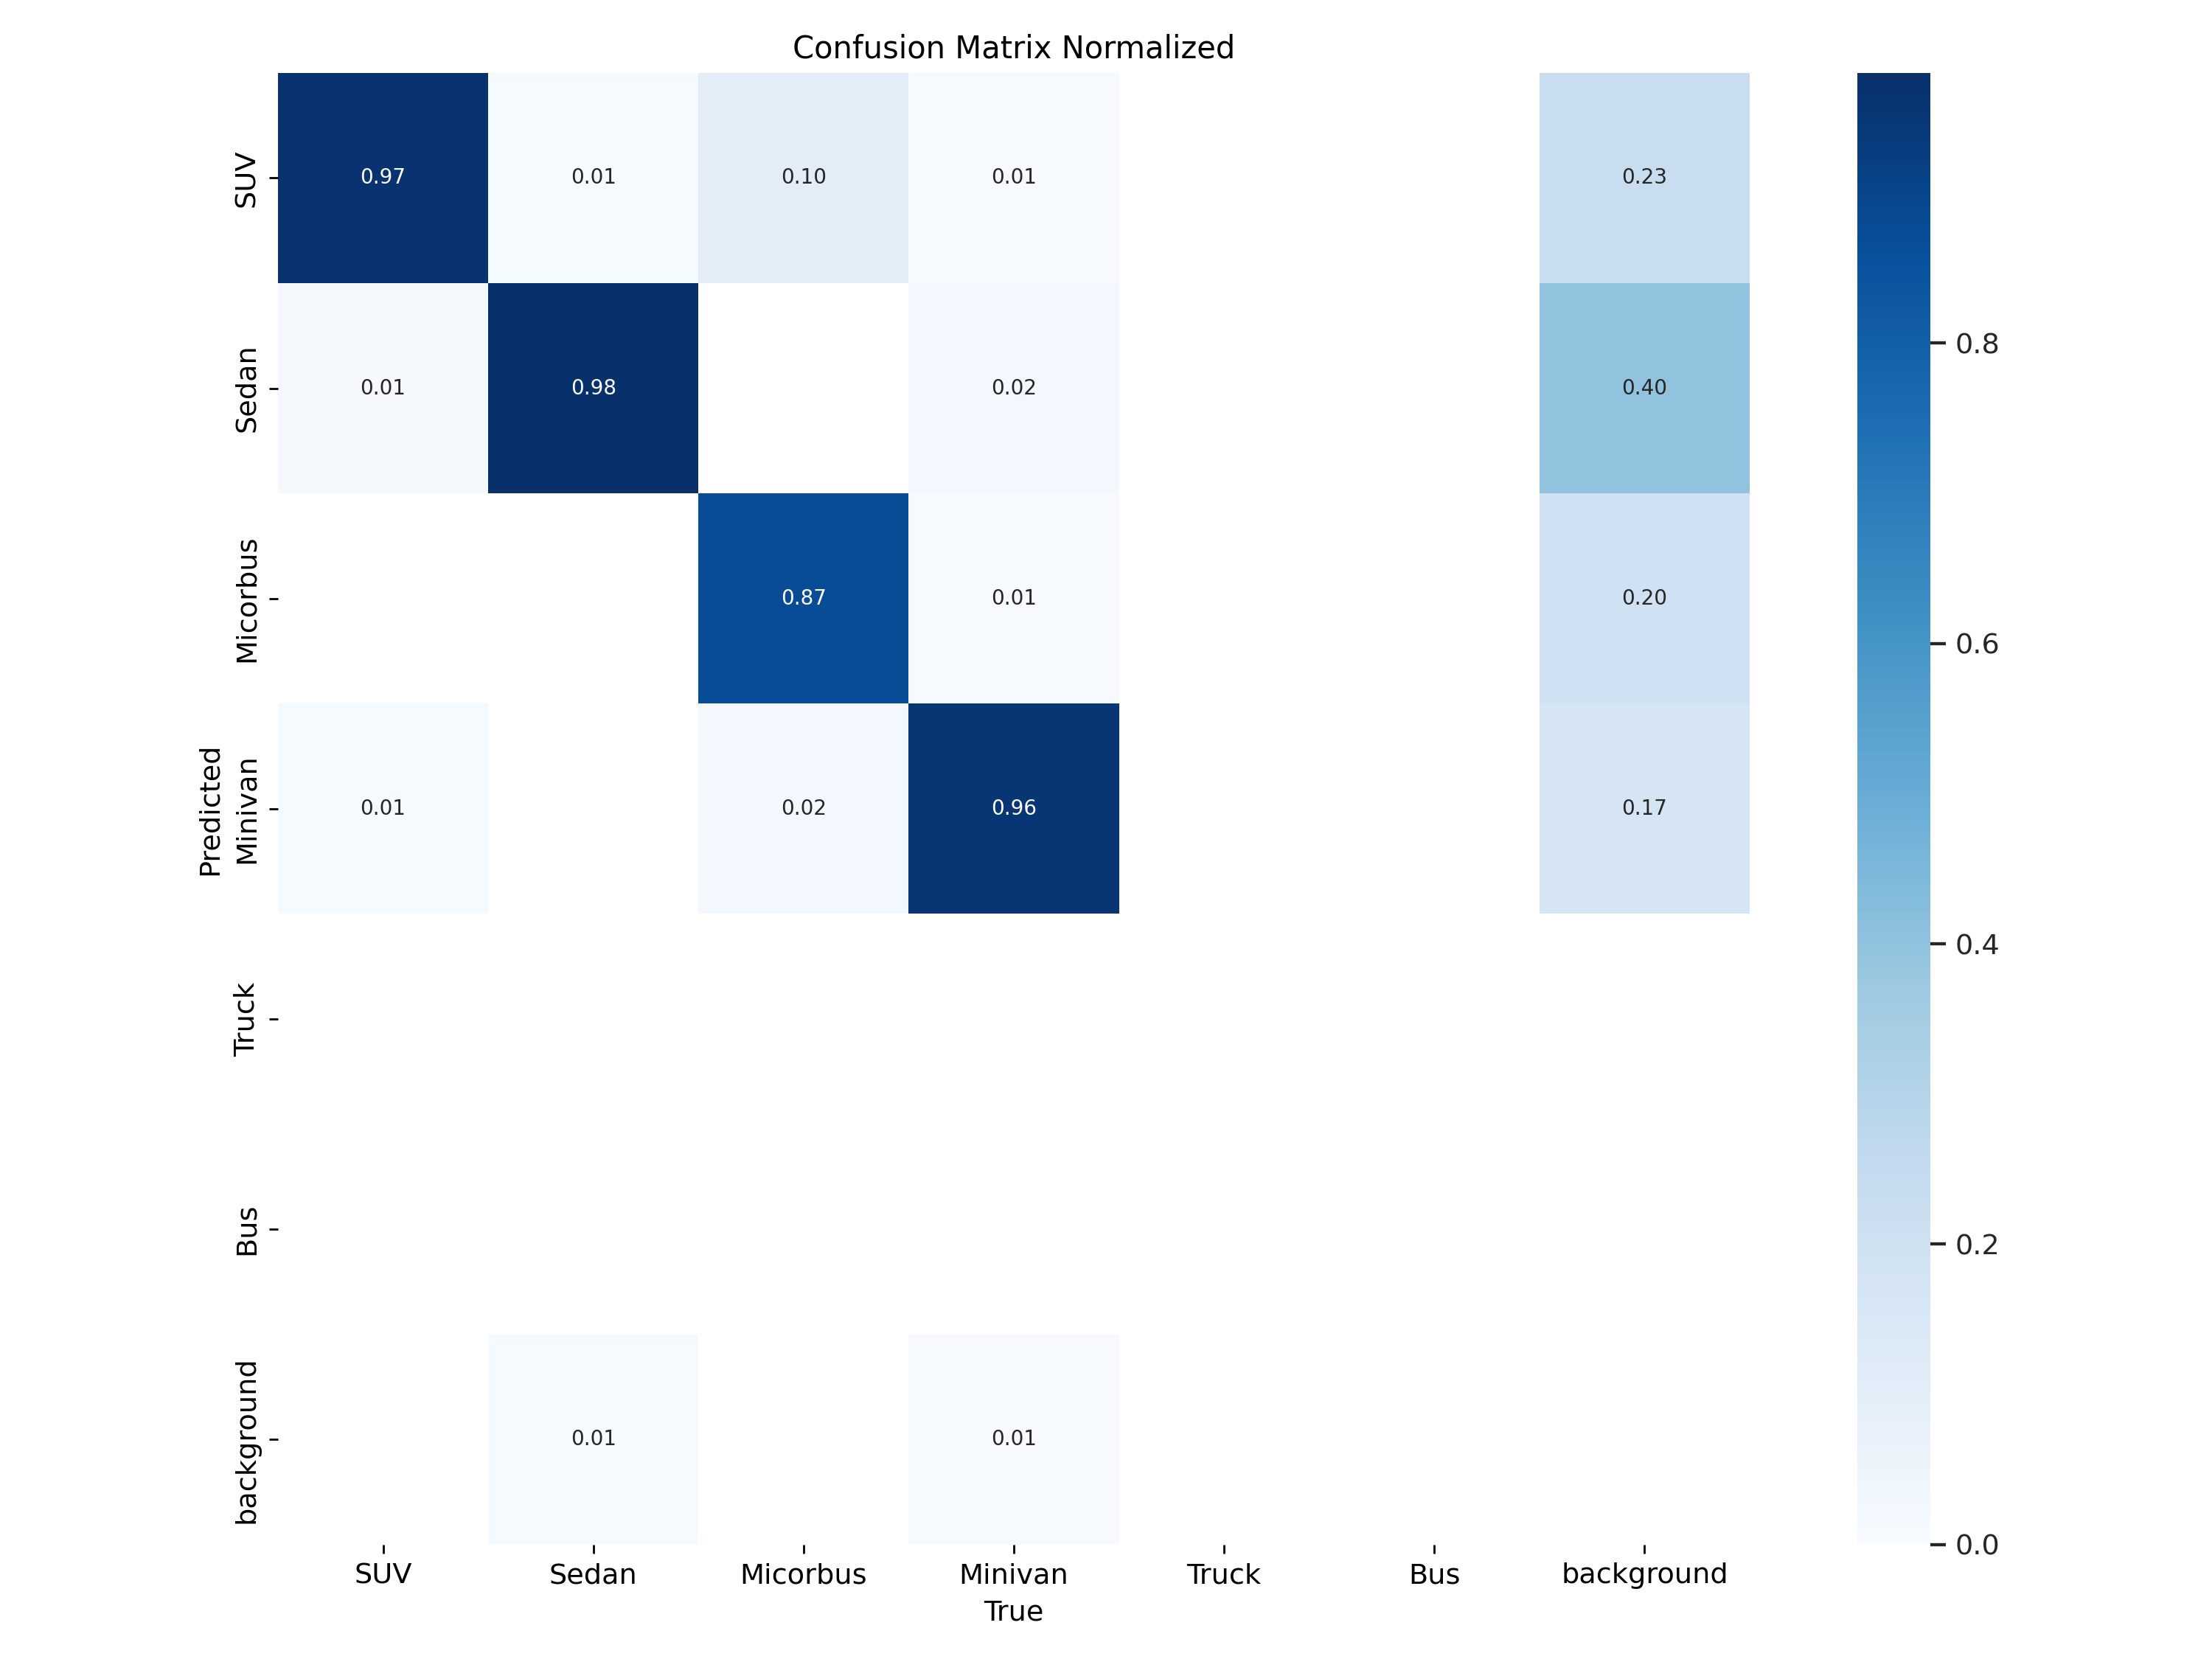 Confusion Matrix Normalized
SUV 0.97 0.01 0.10 0.01 0.23
Sedan 0.01 0.98 0.02 0.40
Micorbus 0.87 0.01 0.20
Minivan 0.01 0.02 0.96 0.17
Truck
Bus
background 0.01 0.01
Predicted
SUV Sedan Micorbus Minivan Truck Bus background
True
0.8
0.6
0.4
0.2
0.0